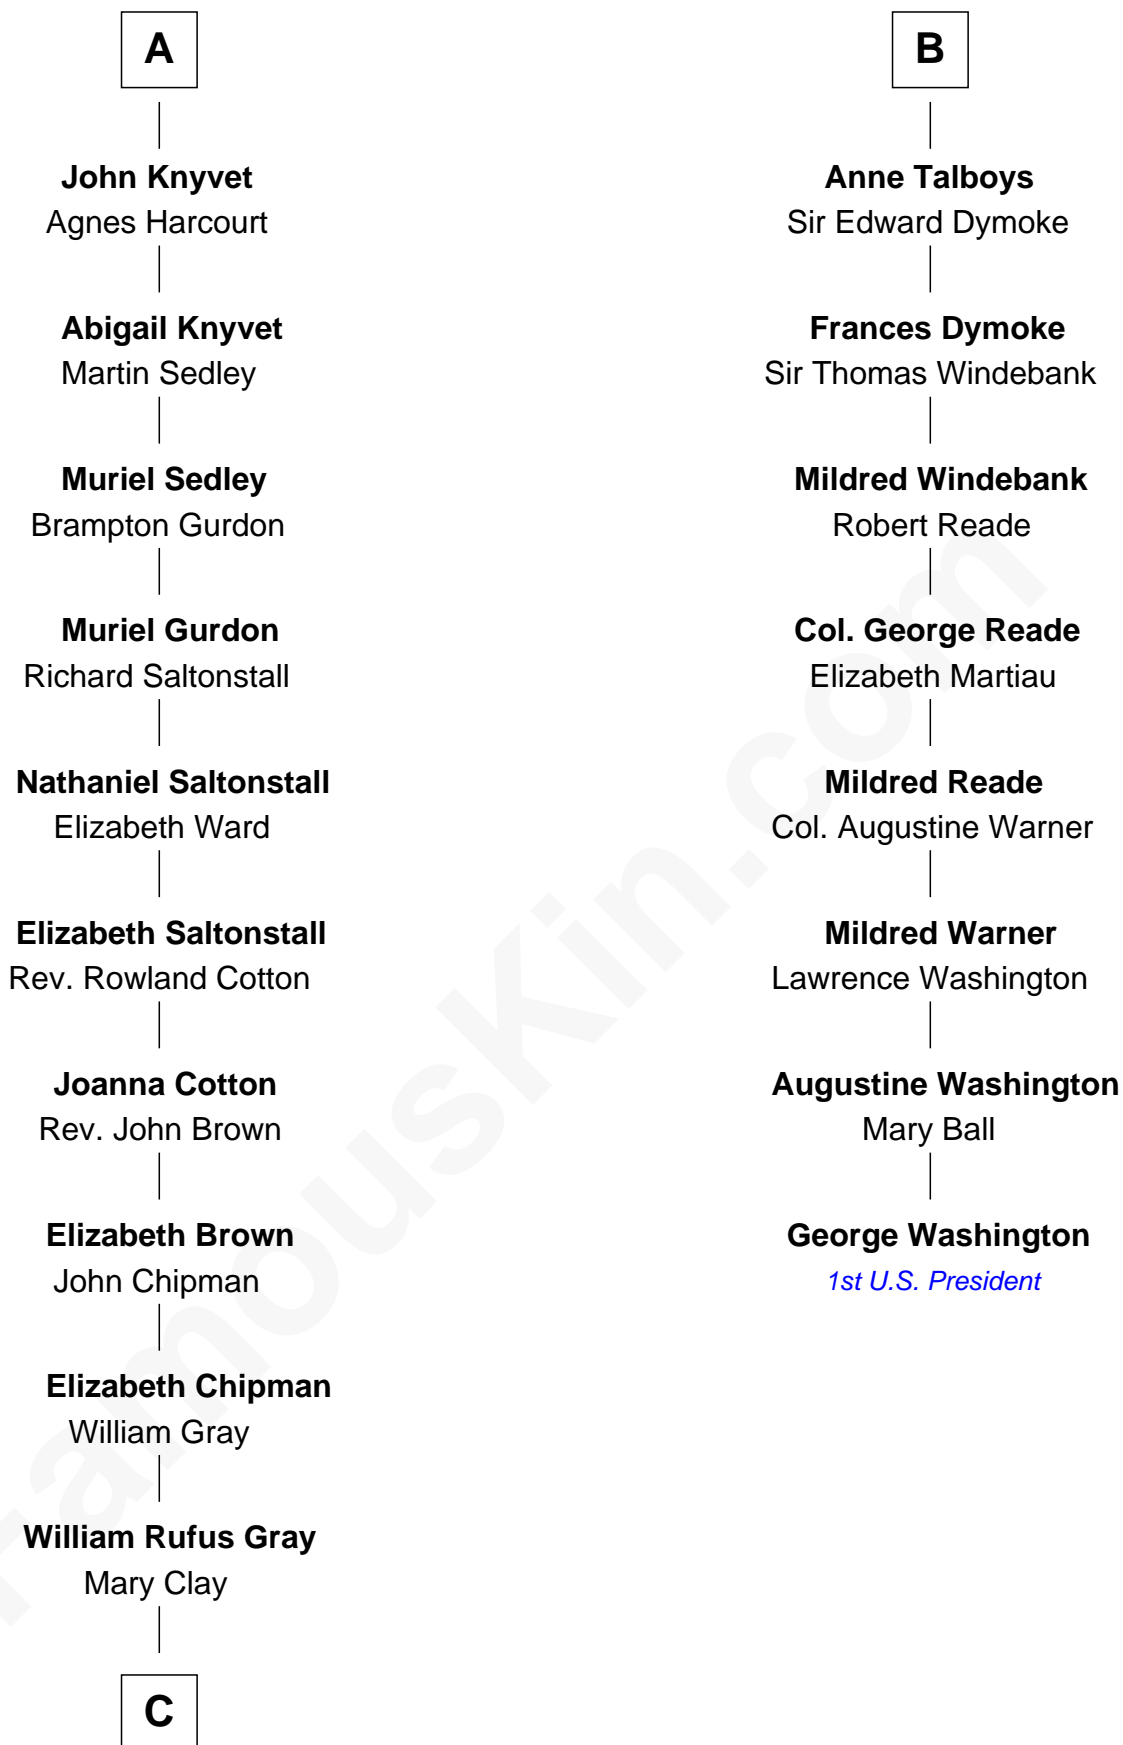 A
John Knyvet
Agnes Harcourt
Abigail Knyvet
Martin Sedley
Muriel Sedley
Brampton Gurdon
Muriel Gurdon
Richard Saltonstall
Nathaniel Saltonstall
Elizabeth Ward
Elizabeth Saltonstall
Rev. Rowland Cotton
Joanna Cotton
Rev. John Brown
Elizabeth Brown
John Chipman
Elizabeth Chipman
William Gray
William Rufus Gray
Mary Clay
C
B
Anne Talboys
Sir Edward Dymoke
Frances Dymoke
Sir Thomas Windebank
Mildred Windebank
Robert Reade
Col. George Reade
Elizabeth Martiau
Mildred Reade
Col. Augustine Warner
Mildred Warner
Lawrence Washington
Augustine Washington
Mary Ball
George Washington
1st U.S. President
FamousKin.com